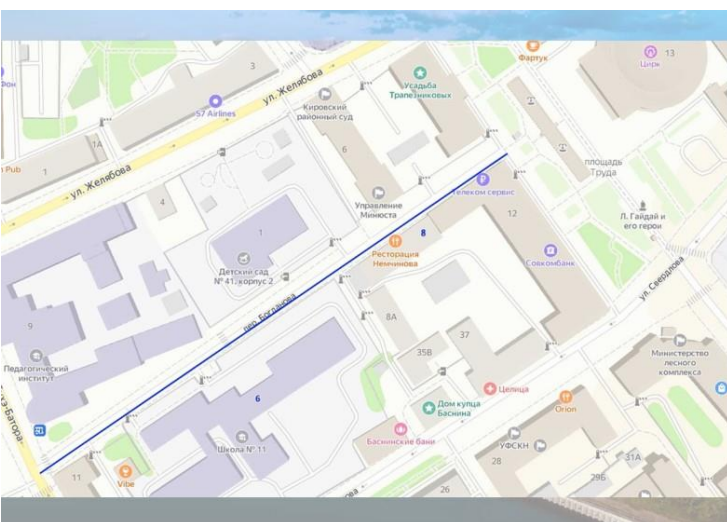 Фартук
13
Цирк
3
ул. Желябова
Усадьба
Трапезниковых
S7 Airlines
Кировский
районный суд
1А
Pub
1
6
площадь
Труда
ул. Желябова
4
Управление
Минюста
Телеком сервис
12
Л. Гайдай и
его герои
1
8
Ресторация
Немчинова
Совкомбанк
Детский сад
№ 41, корпус 2
ул. Свердлова
пер. Богданова
9
8А
37
Педагогический
институт
35В
Министерство
лесного
комплекса
6
Целица
Дом купца
Баснина
Orion
Школа № 11
Баснинские бани
УФСКН
28
31А
11
Vibe
29Б
26